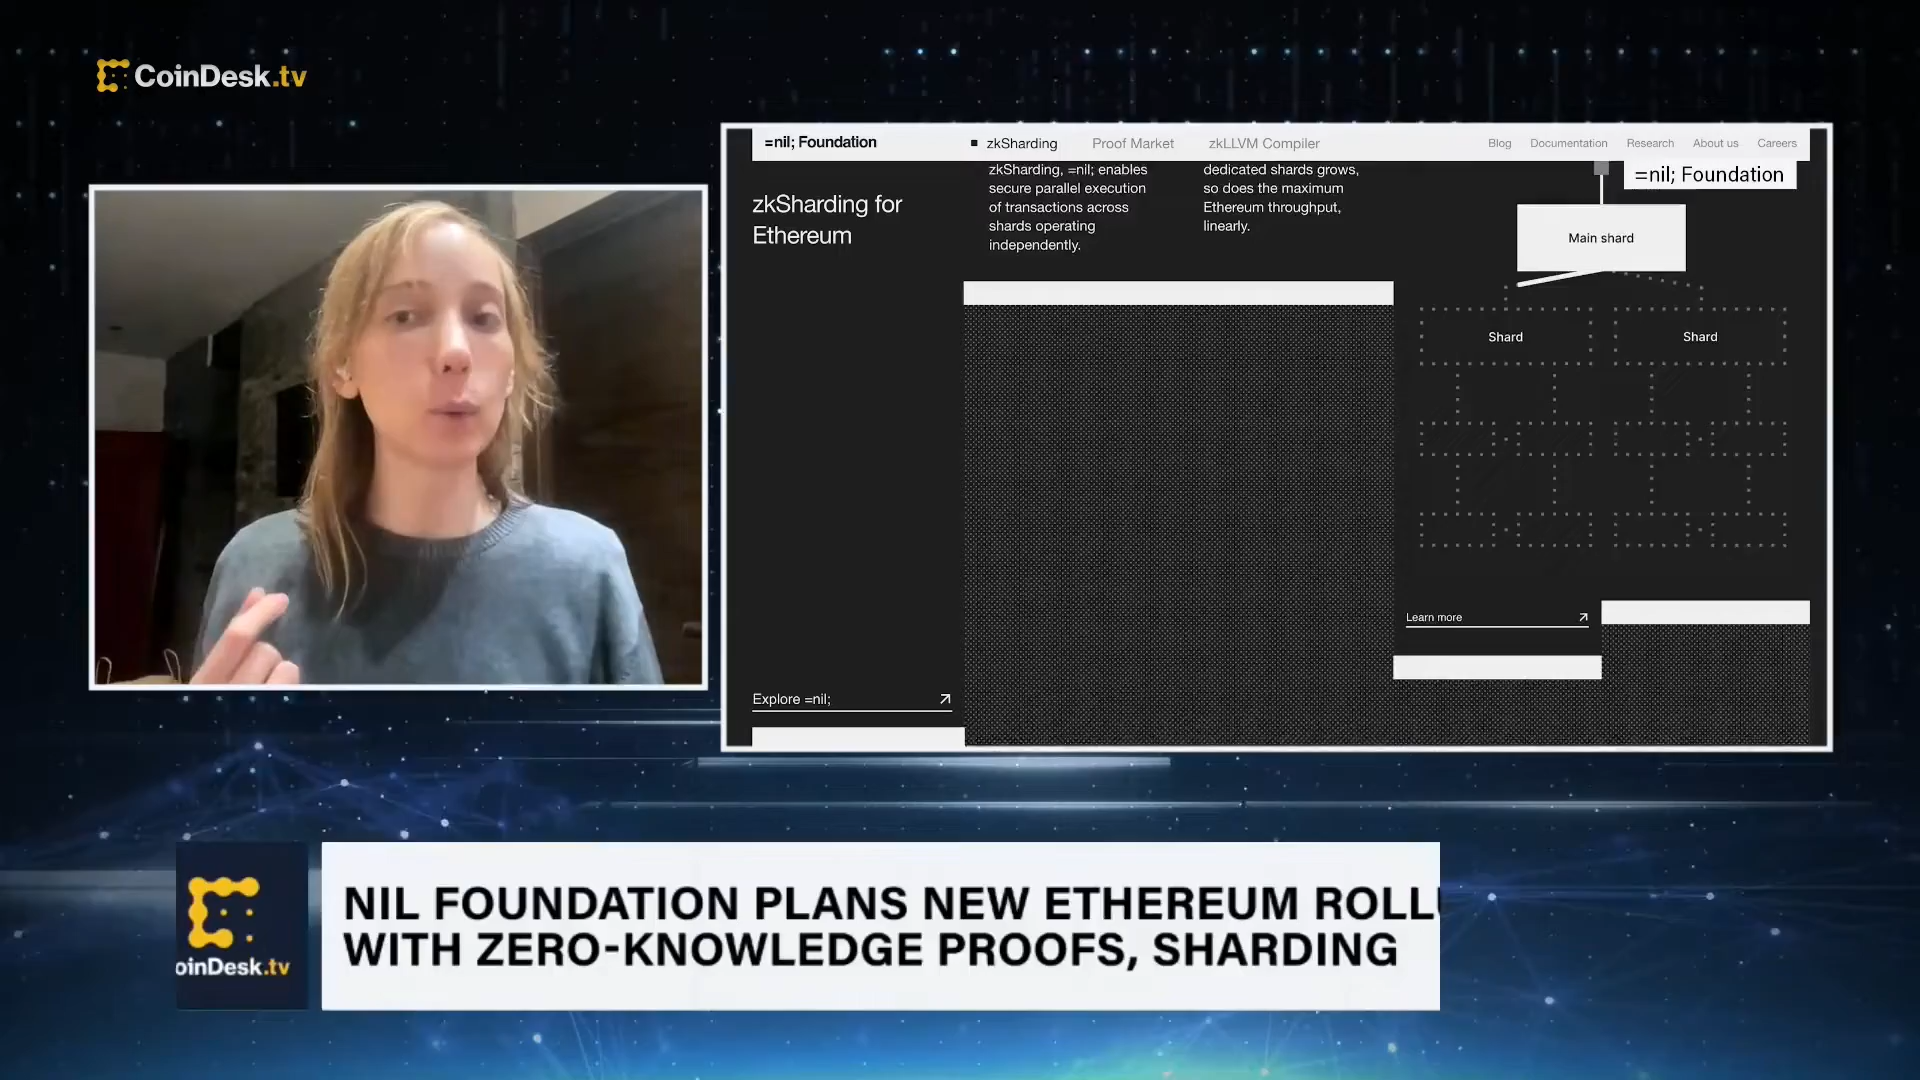 CoinDesk.tv
=nil; Foundation
zkSharding
Proof Market
zkLLVM Compiler
Blog
Documentation
Research
About us
Careers
=nil; Foundation
zkSharding for
Ethereum
zkSharding, =nil; enables
secure parallel execution
of transactions across
shards operating
independently.
dedicated shards grows,
so does the maximum
Ethereum throughput,
linearly.
Main shard
Shard
Shard
Learn more
Explore =nil;
oinDesk.tv
NIL FOUNDATION PLANS NEW ETHEREUM ROLLU
WITH ZERO-KNOWLEDGE PROOFS, SHARDING